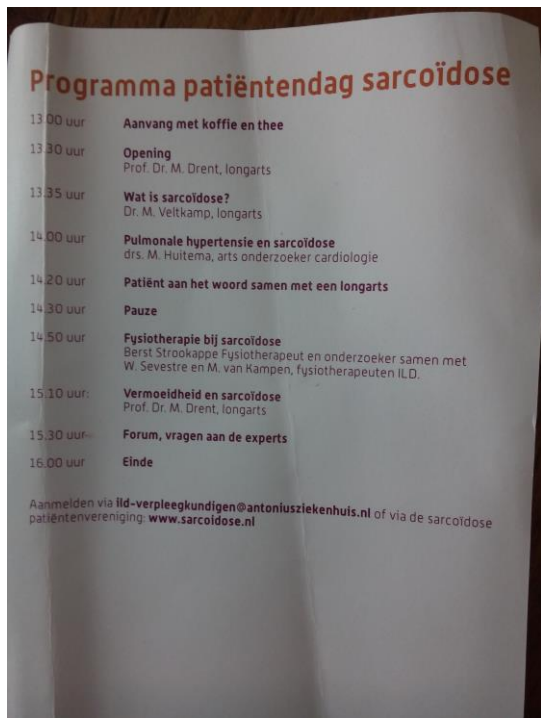 Programma patiëntendag sarcoïdose
13.00 uur Aanvang met koffie en thee
13.30 uur Opening
Prof. Dr. M. Drent, longarts
13.35 uur Wat is sarcoïdose?
Dr. M. Veltkamp, longarts
14.00 uur Pulmonale hypertensie en sarcoïdose
drs. M. Huitema, arts onderzoeker cardiologie
14.20 uur Patiënt aan het woord samen met een longarts
14.30 uur Pauze
14.50 uur Fysiotherapie bij sarcoïdose
Berst Strookappe Fysiotherapeut en onderzoeker samen met
W. Sevestre en M. van Kampen, fysiotherapeuten ILD.
15.10 uur: Vermoeidheid en sarcoïdose
Prof. Dr. M. Drent, longarts
15.30 uur Forum, vragen aan de experts
16.00 uur Einde
Aanmelden via ild-verpleegkundigen@antoniusziekenhuis.nl of via de sarcoïdose
patiëntenvereniging: www.sarcoidose.nl